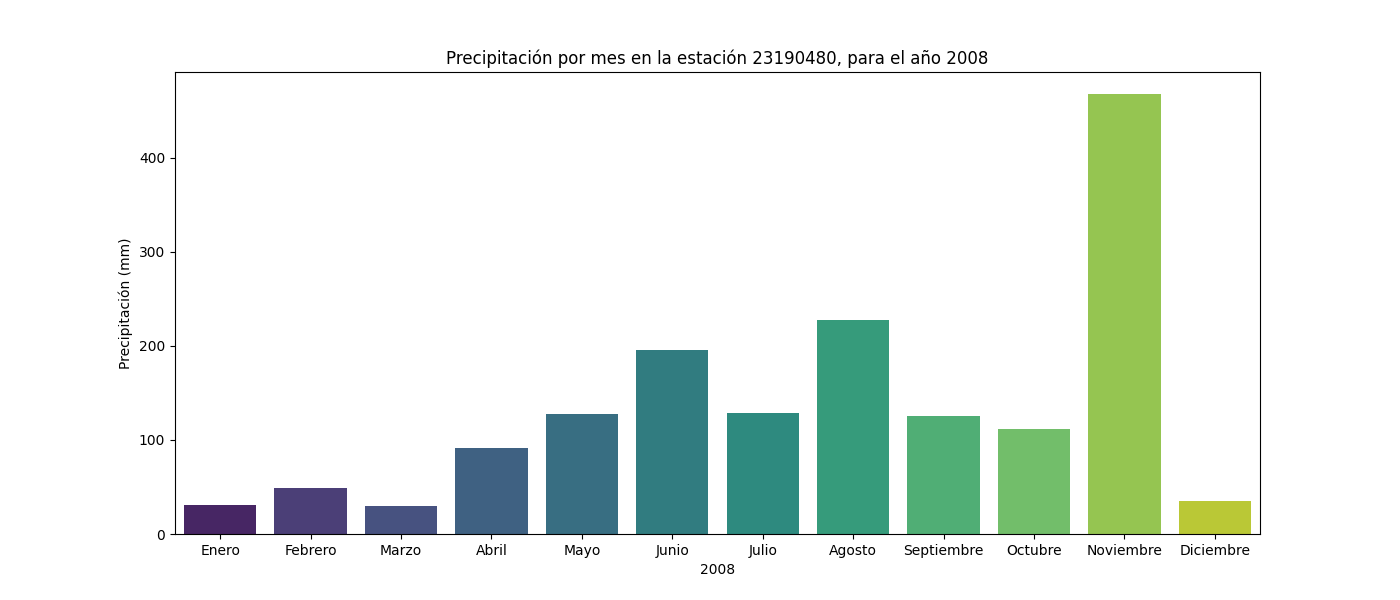 Precipitación por mes en la estación 23190480, para el año 2008
Precipitación (mm)
400
300
200
100
0
Enero Febrero Marzo Abril Mayo Junio Julio Agosto Septiembre Octubre Noviembre Diciembre
2008